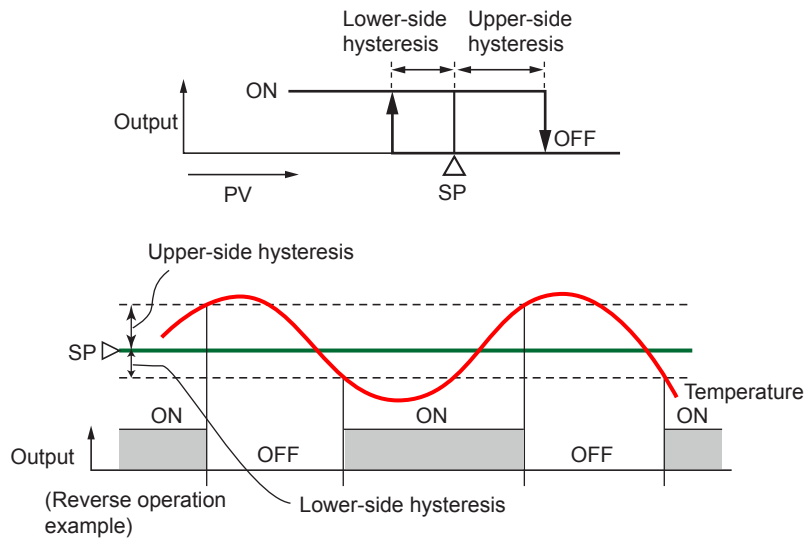 Lower-side
hysteresis
Upper-side
hysteresis
ON
Output
OFF
PV
SP
Upper-side hysteresis
SP
Temperature
ON
ON
ON
Output
OFF
OFF
(Reverse operation
example)
Lower-side hysteresis